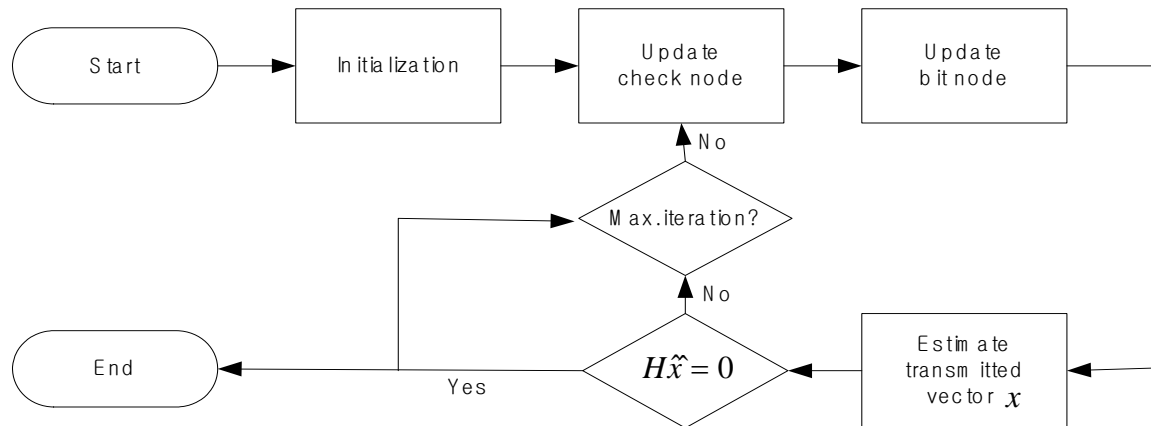 Start
Initialization
Update
check node
Update
bit node
No
Max.iteration?
No
End
Yes
Hx̂ = 0
Estimate
transmitted
vector x